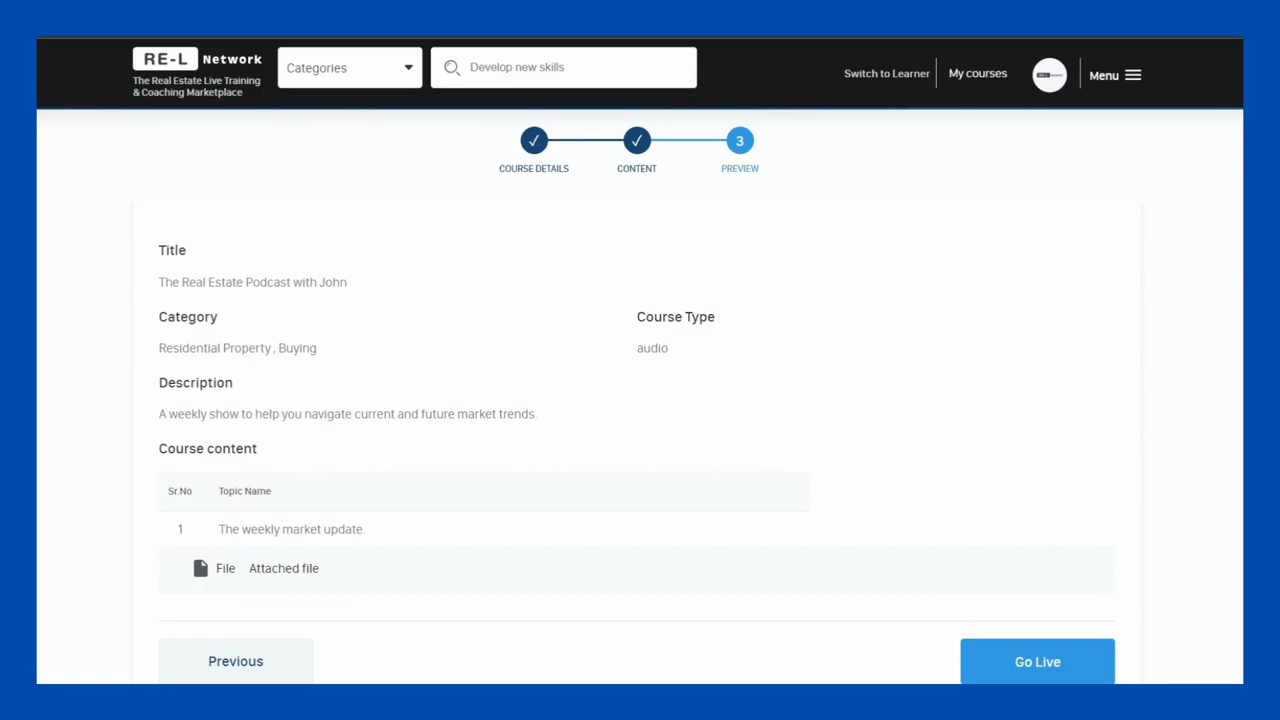 RE-L Network
The Real Estate Live Training
& Coaching Marketplace
Categories
Develop new skills
Switch to Learner
My courses
Menu
3
COURSE DETAILS
CONTENT
PREVIEW
Title
The Real Estate Podcast with John
Category
Course Type
Residential Property , Buying
audio
Description
A weekly show to help you navigate current and future market trends.
Course content
Sr.No Topic Name
1 The weekly market update.
File Attached file
Previous
Go Live